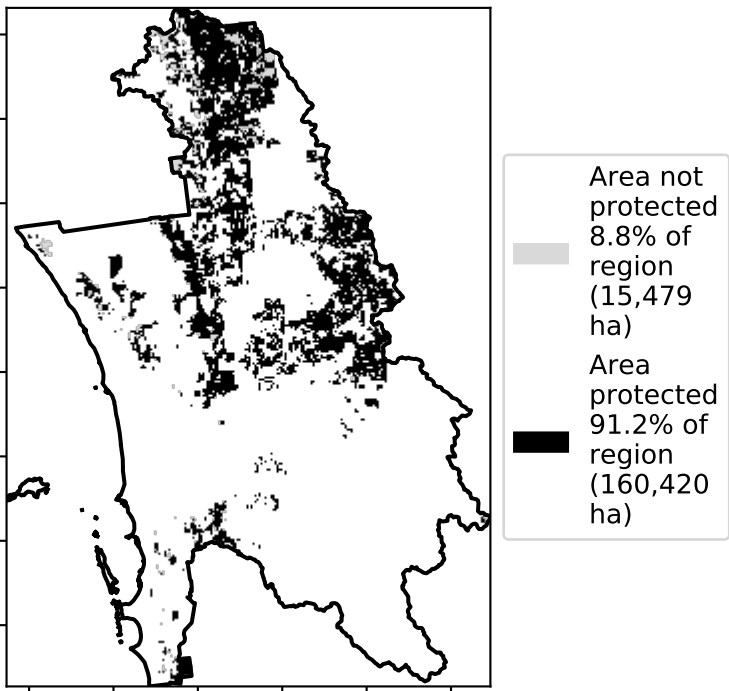 Area not
protected
8.8% of
region
(15,479
ha)
Area
protected
91.2% of
region
(160,420
ha)